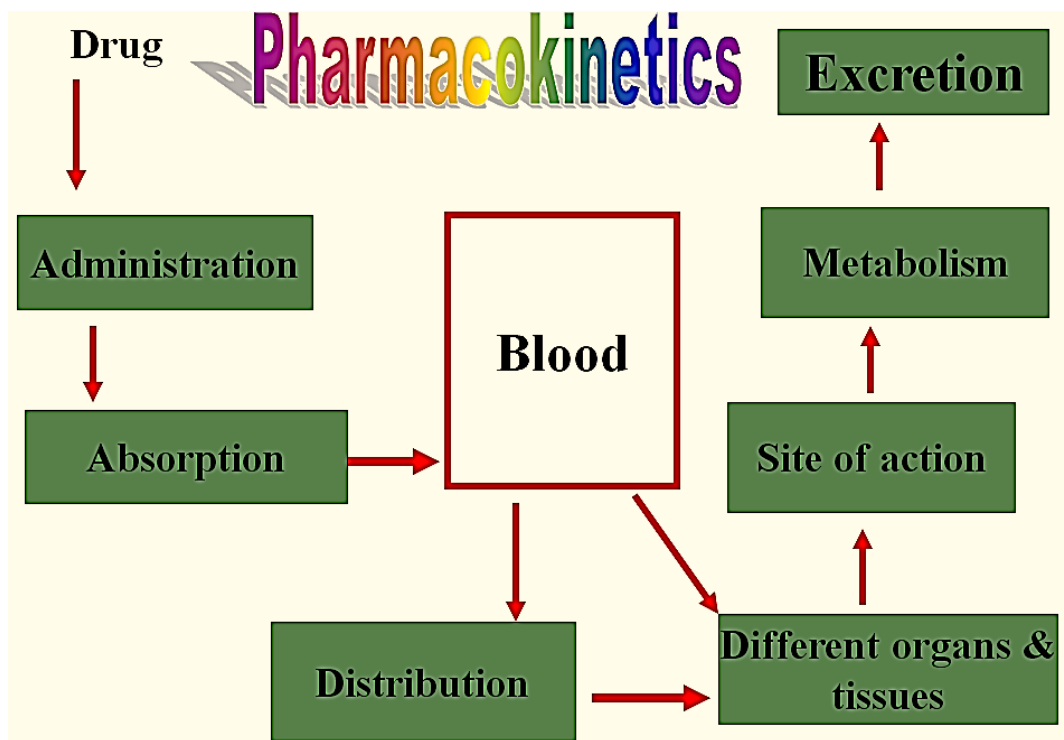 Drug
Pharmacokinetics
Excretion
Administration
Metabolism
Blood
Absorption
Site of action
Distribution
Different organs &
tissues